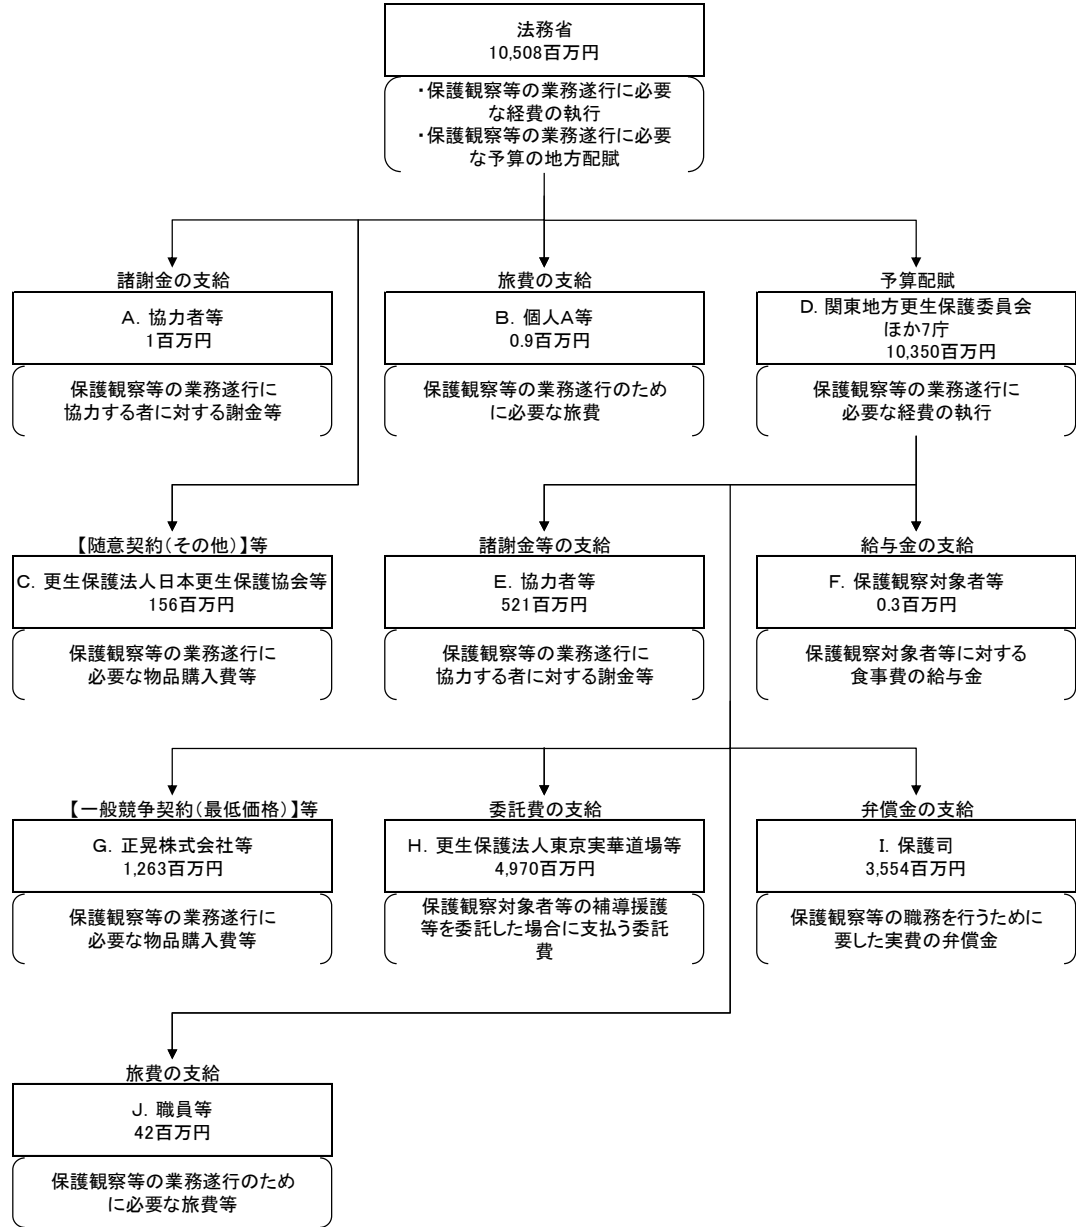 法務省
10,508百万円
・保護観察等の業務遂行に必要
な経費の執行
・保護観察等の業務遂行に必要
な予算の地方配賦
諸謝金の支給
A. 協力者等
1百万円
保護観察等の業務遂行に
協力する者に対する謝金等
旅費の支給
B. 個人A等
0.9百万円
保護観察等の業務遂行のため
に必要な旅費
予算配賦
D. 関東地方更生保護委員会
ほか7庁
10,350百万円
保護観察等の業務遂行に
必要な経費の執行
【随意契約(その他)】等
C. 更生保護法人日本更生保護協会等
156百万円
保護観察等の業務遂行に
必要な物品購入費等
諸謝金等の支給
E. 協力者等
521百万円
保護観察等の業務遂行に
協力する者に対する謝金等
給与金の支給
F. 保護観察対象者等
0.3百万円
保護観察対象者等に対する
食事費の給与金
【一般競争契約(最低価格)】等
G. 正晃株式会社等
1,263百万円
保護観察等の業務遂行に
必要な物品購入費等
委託費の支給
H. 更生保護法人東京実華道場等
4,970百万円
保護観察対象者等の補導援護
等を委託した場合に支払う委託
費
弁償金の支給
I. 保護司
3,554百万円
保護観察等の職務を行うために
要した実費の弁償金
旅費の支給
J. 職員等
42百万円
保護観察等の業務遂行のため
に必要な旅費等